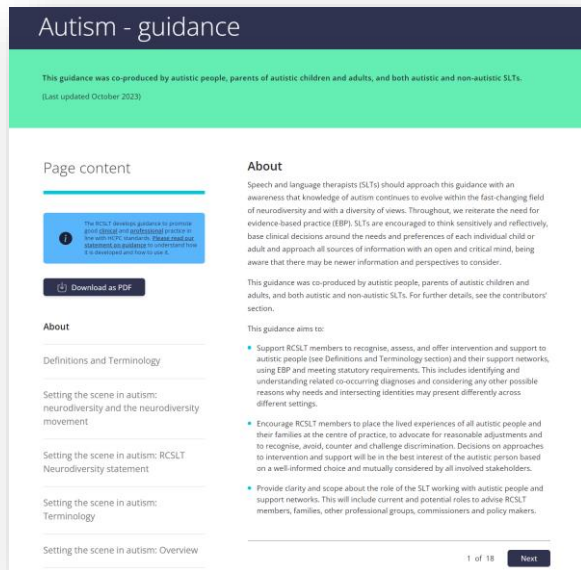 Autism - guidance
This guidance was co-produced by autistic people, parents of autistic children and adults, and both autistic and non-autistic SLTs.
(Last updated October 2023)
Page content
The RCSLT develops guidance to promote
good clinical and professional practice in
line with HCPC standards. Please read our
statement on guidance to understand how
it is developed and how to use it.
Download as PDF
About
Definitions and Terminology
Setting the scene in autism:
neurodiversity and the neurodiversity
movement
Setting the scene in autism: RCSLT
Neurodiversity statement
Setting the scene in autism:
Terminology
Setting the scene in autism: Overview
About
Speech and language therapists (SLTs) should approach this guidance with an
awareness that knowledge of autism continues to evolve within the fast-changing field
of neurodiversity and with a diversity of views. Throughout, we reiterate the need for
evidence-based practice (EBP). SLTs are encouraged to think sensitively and reflectively,
base clinical decisions around the needs and preferences of each individual child or
adult and approach all sources of information with an open and critical mind, being
aware that there may be newer information and perspectives to consider.
This guidance was co-produced by autistic people, parents of autistic children and
adults, and both autistic and non-autistic SLTs. For further details, see the contributors'
section.
This guidance aims to:
• Support RCSLT members to recognise, assess, and offer intervention and support to
autistic people (see Definitions and Terminology section) and their support networks,
using EBP and meeting statutory requirements. This includes identifying and
understanding related co-occurring diagnoses and considering any other possible
reasons why needs and intersecting identities may present differently across
different settings.
• Encourage RCSLT members to place the lived experiences of all autistic people and
their families at the centre of practice, to advocate for reasonable adjustments and
to recognise, avoid, counter and challenge discrimination. Decisions on approaches
to intervention and support will be in the best interest of the autistic person based
on a well-informed choice and mutually considered by all involved stakeholders.
• Provide clarity and scope about the role of the SLT working with autistic people and
support networks. This will include current and potential roles to advise RCSLT
members, families, other professional groups, commissioners and policy makers.
1 of 18
Next